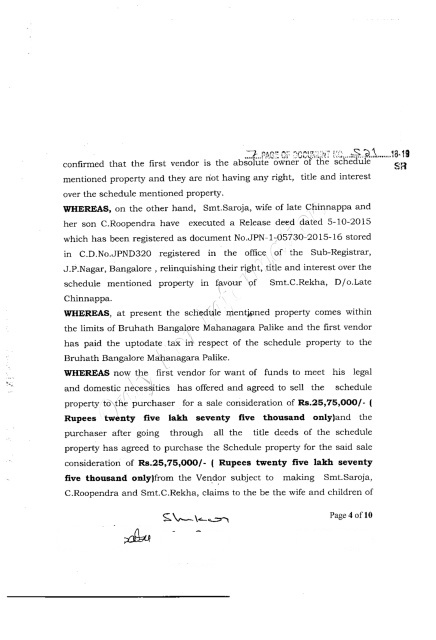 7 PAGE OF DOCUMENT NO. 521 18-19
SR
confirmed that the first vendor is the absolute owner of the schedule
mentioned property and they are not having any right, title and interest
over the schedule mentioned property.
WHEREAS, on the other hand, Smt.Saroja, wife of late Chinnappa and
her son C.Roopendra have executed a Release deed dated 5-10-2015
which has been registered as document No.JPN-1-05730-2015-16 stored
in C.D.No.JPND320 registered in the office of the Sub-Registrar,
J.P.Nagar, Bangalore , relinquishing their right, title and interest over the
schedule mentioned property in favour of Smt.C.Rekha, D/o.Late
Chinnappa.
WHEREAS, at present the schedule mentioned property comes within
the limits of Bruhath Bangalore Mahanagara Palike and the first vendor
has paid the uptodate tax in respect of the schedule property to the
Bruhath Bangalore Mahanagara Palike.
WHEREAS now the first vendor for want of funds to meet his legal
and domestic necessities has offered and agreed to sell the schedule
property to the purchaser for a sale consideration of Rs.25,75,000/- (
Rupees twenty five lakh seventy five thousand only)and the
purchaser after going through all the title deeds of the schedule
property has agreed to purchase the Schedule property for the said sale
consideration of Rs.25,75,000/- ( Rupees twenty five lakh seventy
five thousand only)from the Vendor subject to making Smt.Saroja,
C.Roopendra and Smt.C.Rekha, claims to the be the wife and children of
Page 4 of 10